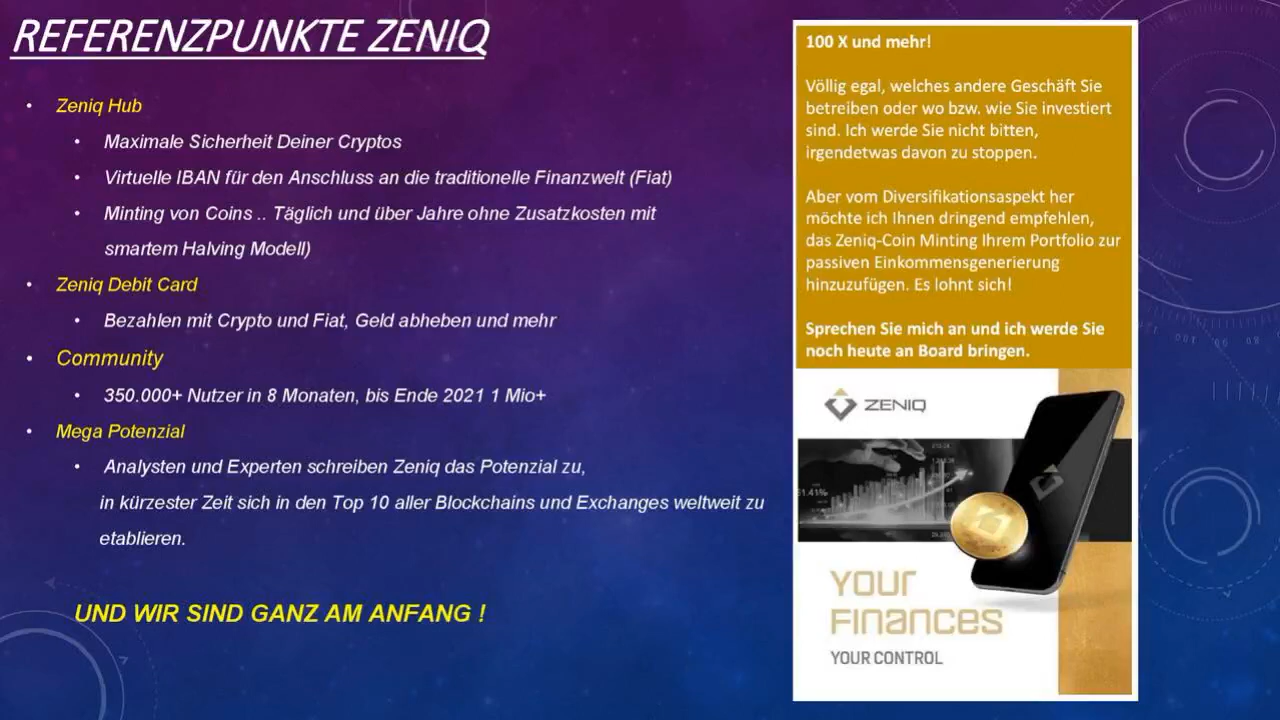 REFERENZPUNKTE ZENIQ
• Zeniq Hub
• Maximale Sicherheit Deiner Cryptos
• Virtuelle IBAN für den Anschluss an die traditionelle Finanzwelt (Fiat)
• Minting von Coins .. Täglich und über Jahre ohne Zusatzkosten mit
smartem Halving Modell)
• Zeniq Debit Card
• Bezahlen mit Crypto und Fiat, Geld abheben und mehr
• Community
• 350.000+ Nutzer in 8 Monaten, bis Ende 2021 1 Mio+
• Mega Potenzial
• Analysten und Experten schreiben Zeniq das Potenzial zu,
in kürzester Zeit sich in den Top 10 aller Blockchains und Exchanges weltweit zu
etablieren.
UND WIR SIND GANZ AM ANFANG !
100 X und mehr!
Völlig egal, welches andere Geschäft Sie
betreiben oder wo bzw. wie Sie investiert
sind. Ich werde Sie nicht bitten,
irgendetwas davon zu stoppen.
Aber vom Diversifikationsaspekt her
möchte ich Ihnen dringend empfehlen,
das Zeniq-Coin Minting Ihrem Portfolio zur
passiven Einkommensgenerierung
hinzuzufügen. Es lohnt sich!
Sprechen Sie mich an und ich werde Sie
noch heute an Board bringen.
ZENIQ
YOUR
FINANCES
YOUR CONTROL